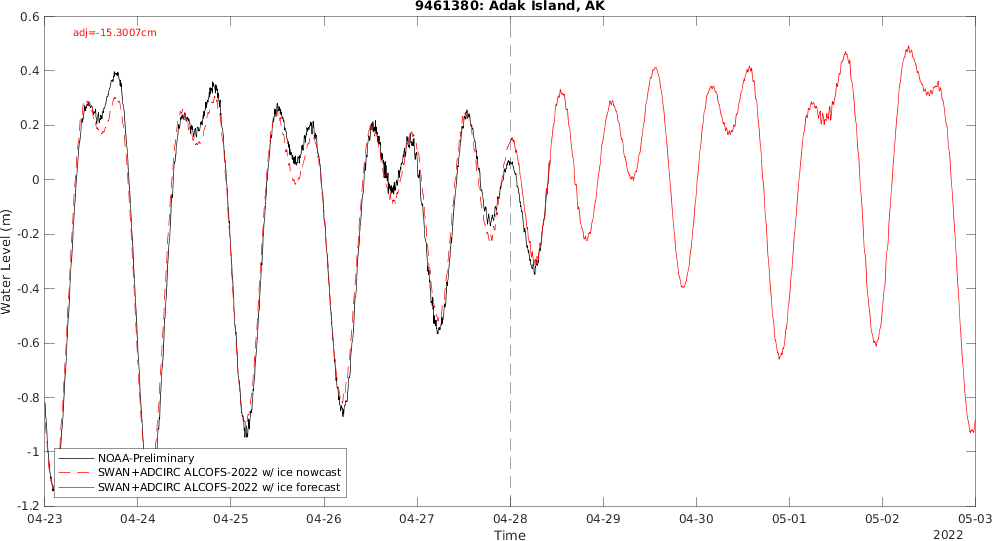 9461380: Adak Island, AK
adj=-15.3007cm
0.6
0.4
0.2
0
-0.2
-0.4
-0.6
-0.8
-1
-1.2
Water Level (m)
NOAA-Preliminary
SWAN+ADCIRC ALCOFS-2022 w/ ice nowcast
SWAN+ADCIRC ALCOFS-2022 w/ ice forecast
04-23 04-24 04-25 04-26 04-27 04-28 04-29 04-30 05-01 05-02 05-03
Time
2022